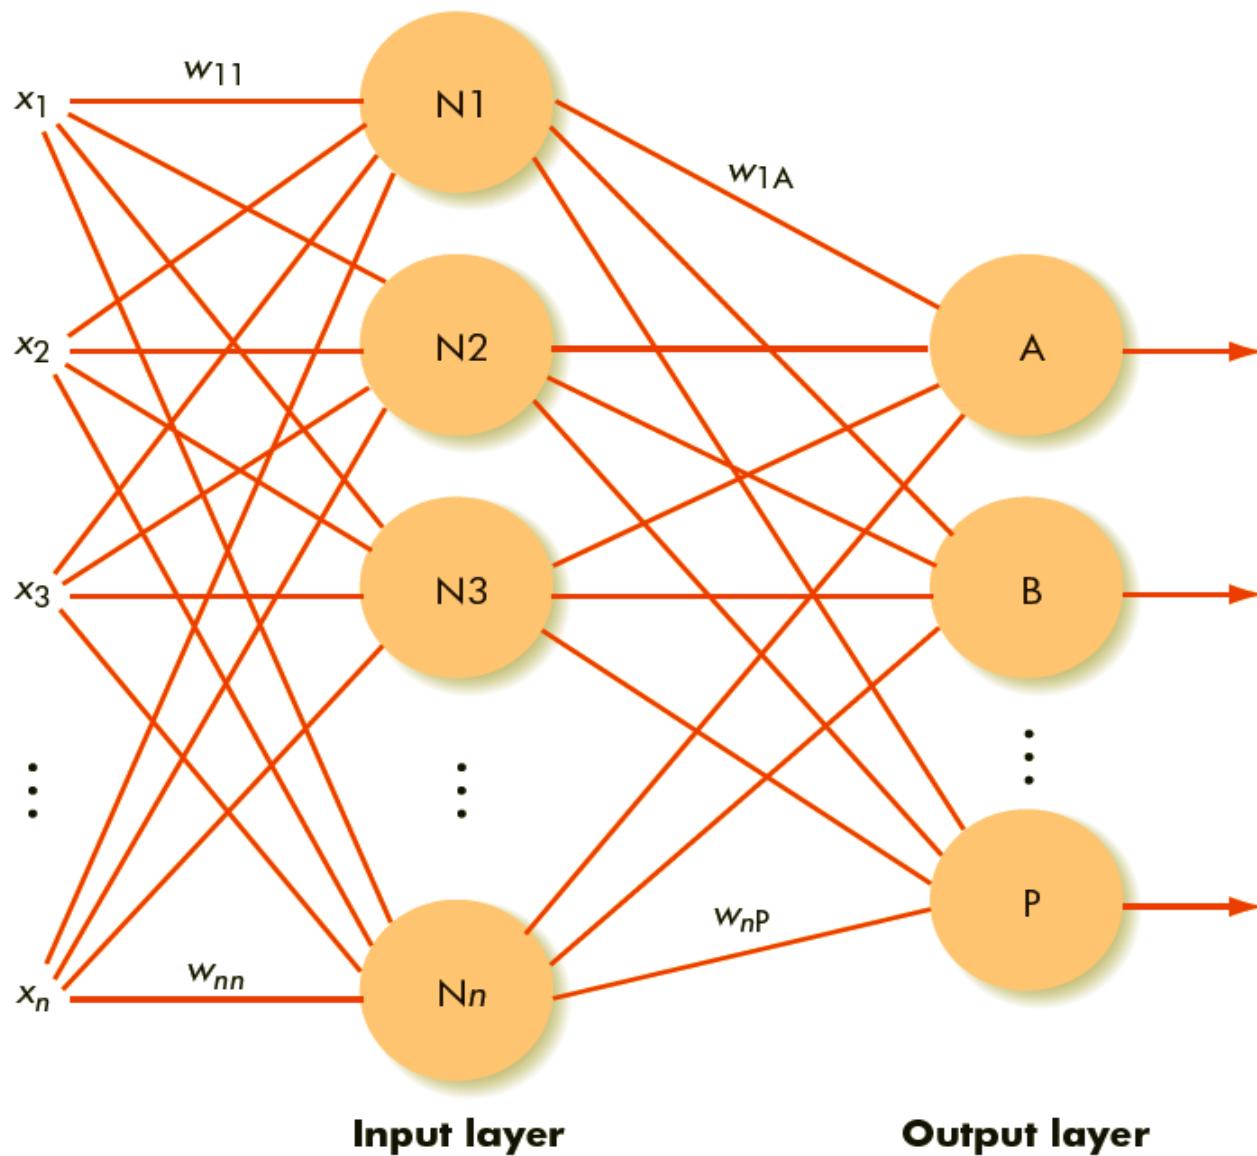 w11
x1
N1
w1A
x2
N2
A
x3
N3
B
⋮
⋮
⋮
wnP
P
wnn
xn
Nn
Input layer
Output layer